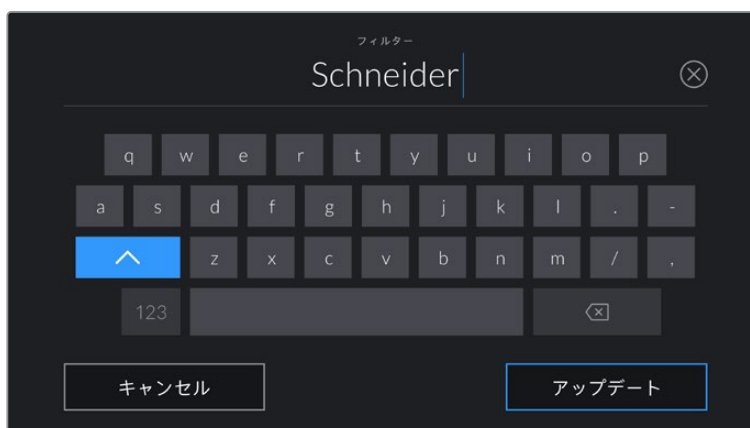 フィルター
Schneider
q w e r t y u i o p
a s d f g h j k l . -
z x c v b n m / ,
123
キャンセル アップデート